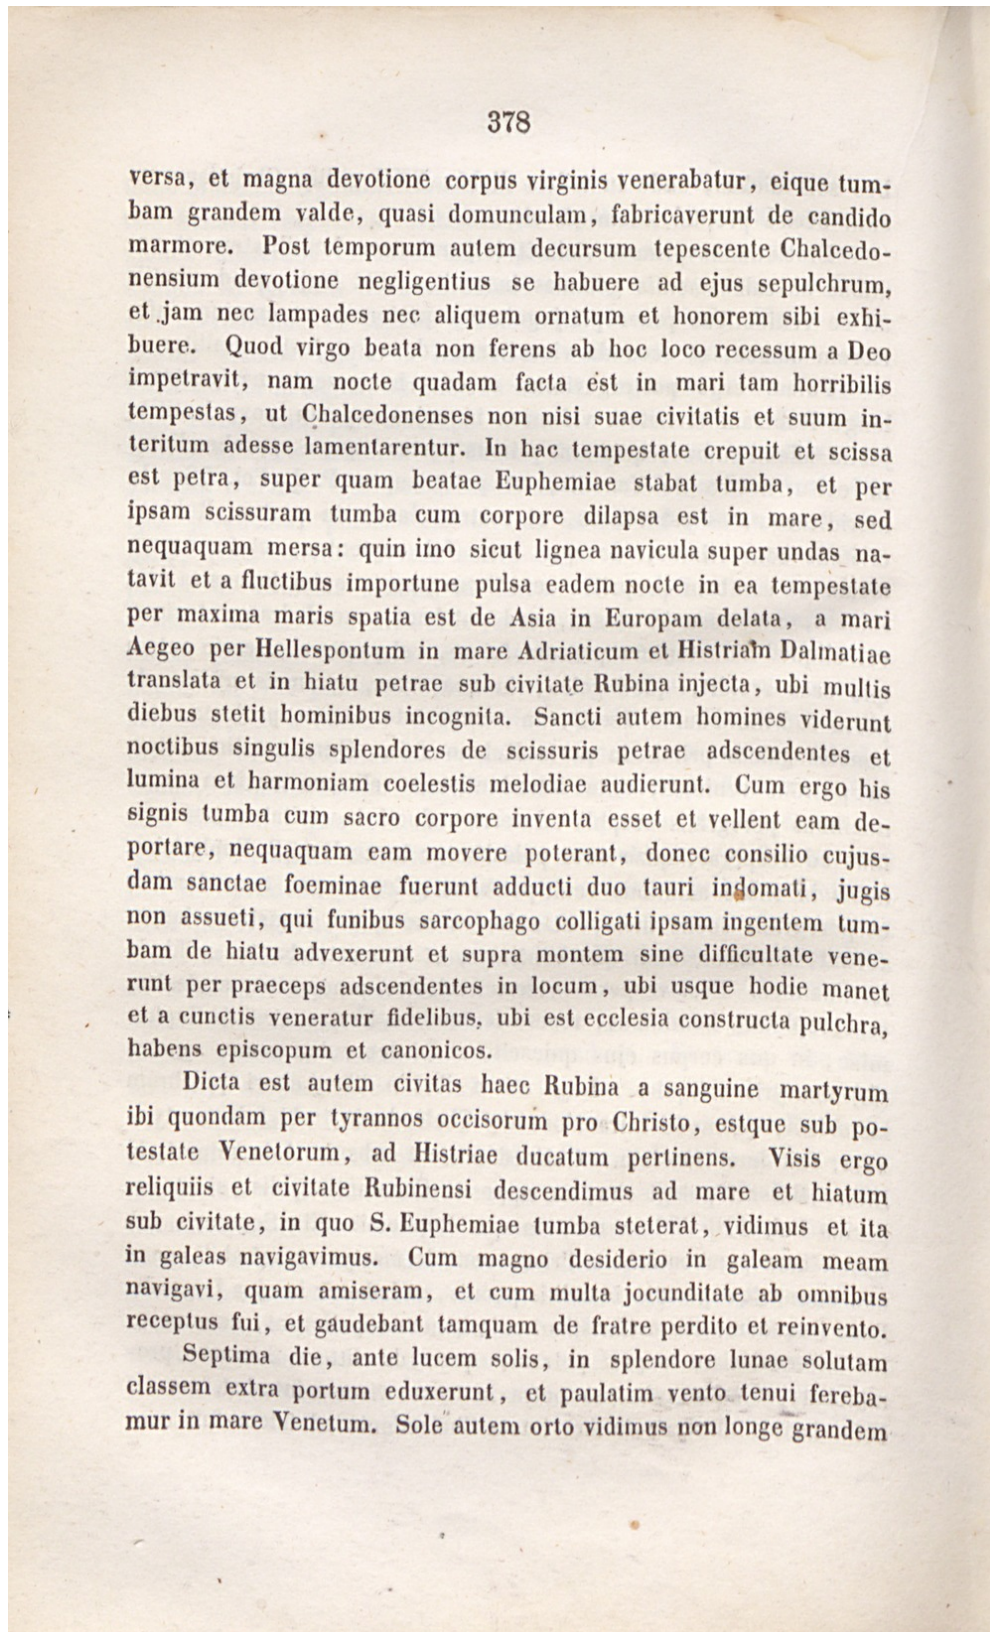 378
versa, et magna devotione corpus virginis venerabatur, eique tum-
bam grandem valde, quasi domunculam, fabricaverunt de candido
marmore. Post temporum autem decursum tepescente Chalcedo-
nensium devotione negligentius se habuere ad ejus sepulchrum,
et jam nec lampades nec aliquem ornatum et honorem sibi exhi-
buere. Quod virgo beata non ferens ab hoc loco recessum a Deo
impetravit, nam nocte quadam facta est in mari tam horribilis
tempestas, ut Chalcedonenses non nisi suae civitatis et suum in-
teritum adesse lamentarentur. In hac tempestate crepuit et scissa
est petra, super quam beatae Euphemiae stabat tumba, et per
ipsam scissuram tumba cum corpore dilapsa est in mare, sed
nequaquam mersa: quin imo sicut lignea navicula super undas na-
tavit et a fluctibus importune pulsa eadem nocte in ea tempestate
per maxima maris spatia est de Asia in Europam delata, a mari
Aegeo per Hellespontum in mare Adriaticum et Histriam Dalmatiae
translata et in hiatu petrae sub civitate Rubina injecta, ubi multis
diebus stetit hominibus incognita. Sancti autem homines viderunt
noctibus singulis splendores de scissuris petrae adscendentes et
lumina et harmoniam coelestis melodiae audierunt. Cum ergo his
signis tumba cum sacro corpore inventa esset et vellent eam de-
portare, nequaquam eam movere poterant, donec consilio cujus-
dam sanctae foeminae fuerunt adducti duo tauri indomati, jugis
non assueti, qui funibus sarcophago colligati ipsam ingentem tum-
bam de hiatu advexerunt et supra montem sine difficultate vene-
runt per praeceps adscendentes in locum, ubi usque hodie manet
et a cunctis veneratur fidelibus, ubi est ecclesia constructa pulchra,
habens episcopum et canonicos.
Dicta est autem civitas haec Rubina a sanguine martyrum
ibi quondam per tyrannos occisorum pro Christo, estque sub po-
testate Venetorum, ad Histriae ducatum pertinens. Visis ergo
reliquiis et civitate Rubinensi descendimus ad mare et hiatum
sub civitate, in quo S. Euphemiae tumba steterat, vidimus et ita
in galeas navigavimus. Cum magno desiderio in galeam meam
navigavi, quam amiseram, et cum multa jocunditate ab omnibus
receptus fui, et gaudebant tamquam de fratre perdito et reinvento.
Septima die, ante lucem solis, in splendore lunae solutam
classem extra portum eduxerunt, et paulatim vento tenui fereba-
mur in mare Venetum. Sole autem orto vidimus non longe grandem